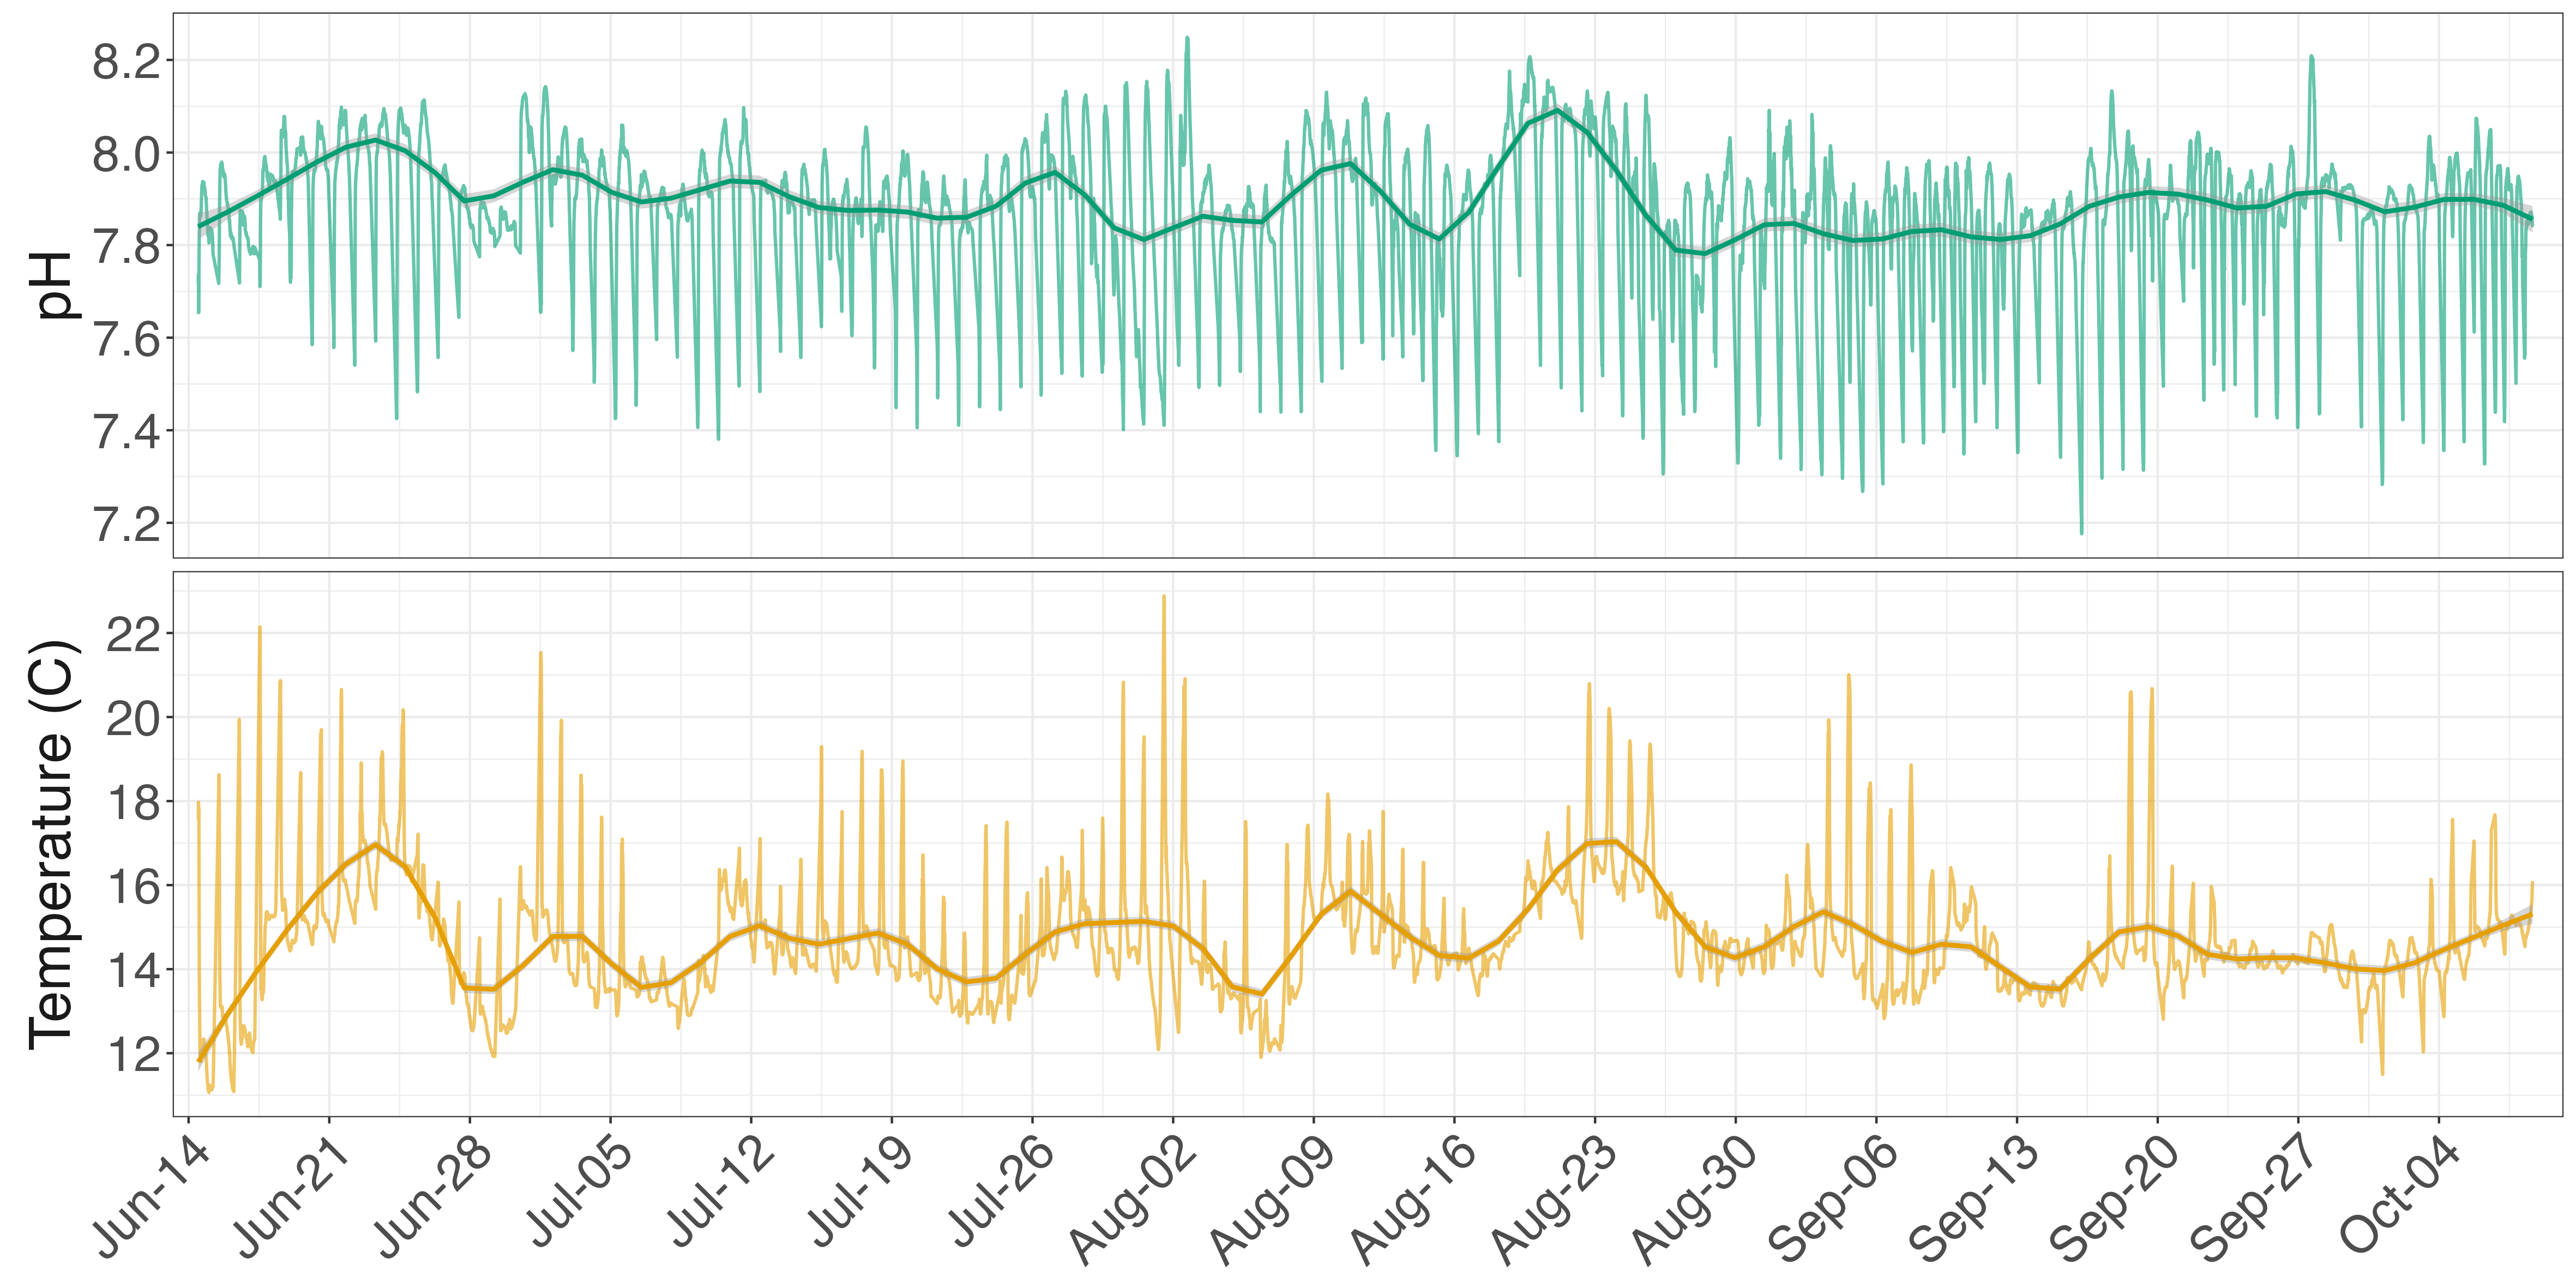 pH
8.2
8.0
7.8
7.6
7.4
7.2
Temperature (C)
22
20
18
16
14
12
Jun-14
Jun-21
Jun-28
Jul-05
Jul-12
Jul-19
Jul-26
Aug-02
Aug-09
Aug-16
Aug-23
Aug-30
Sep-06
Sep-13
Sep-20
Sep-27
Oct-04